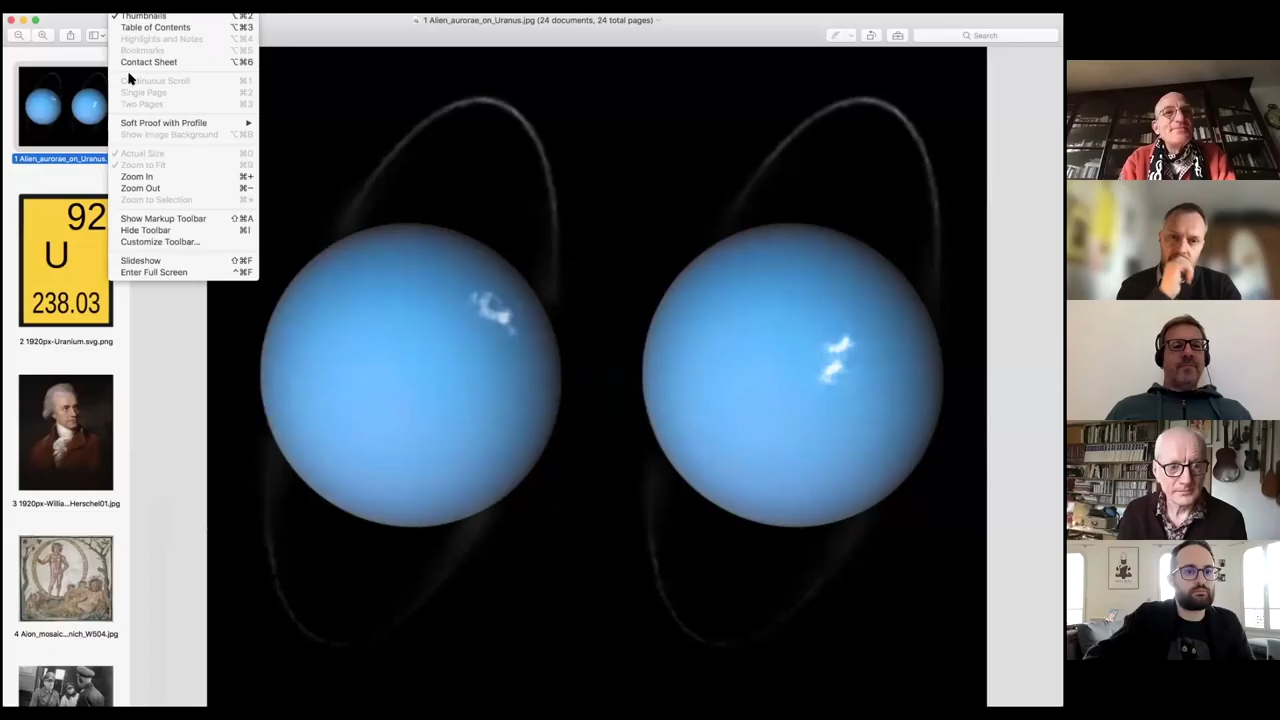 1 Alien_aurorae_on_Uranus.jpg (24 documents, 24 total pages)
Search
Thumbnails ⌥⌘2
Table of Contents ⌥⌘3
Highlights and Notes ⌥⌘4
Bookmarks ⌥⌘5
Contact Sheet ⌥⌘6
Continuous Scroll ⌘1
Single Page ⌘2
Two Pages ⌘3
Soft Proof with Profile
Show Image Background ⌥⌘B
Actual Size ⌘0
Zoom to Fit ⌘9
Zoom In ⌘+
Zoom Out ⌘−
Zoom to Selection ⌘*
Show Markup Toolbar ⇧⌘A
Hide Toolbar ⌘I
Customize Toolbar...
Slideshow ⇧⌘F
Enter Full Screen ^⌘F
1 Alien_aurorae_on_Uranus.
92
U
238.03
2 1920px-Uranium.svg.png
3 1920px-Willia...Herschel01.jpg
4 Aion_mosaic...nich_W504.jpg